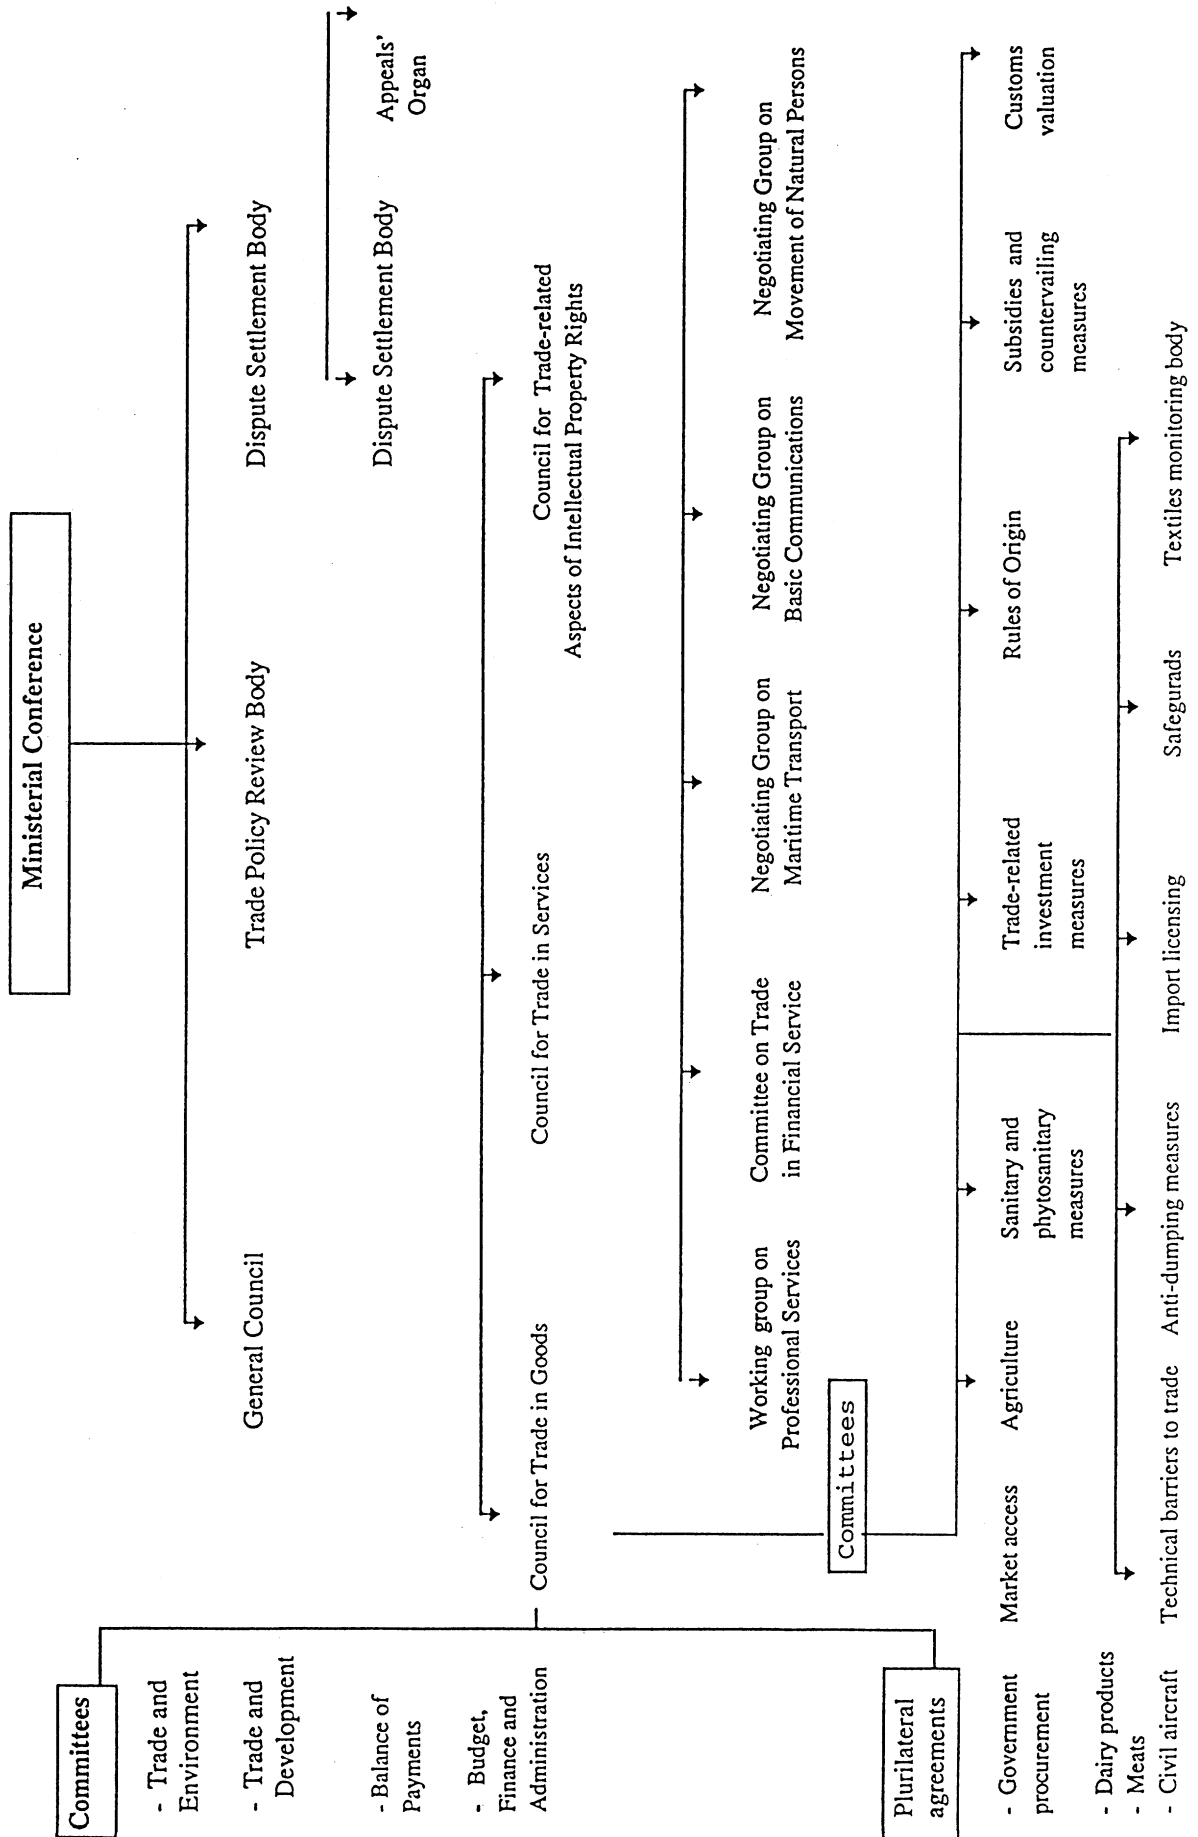 Ministerial Conference
General Council
Trade Policy Review Body
Dispute Settlement Body
Dispute Settlement Body
Appeals'
Organ
Committees
- Trade and
Environment
- Trade and
Development
- Balance of
Payments
- Budget,
Finance and
Administration
Council for Trade in Goods
Council for Trade in Services
Council for Trade-related
Aspects of Intellectual Property Rights
Working group on
Professional Services
Committee on Trade
in Financial Service
Negotiating Group on
Maritime Transport
Negotiating Group on
Basic Communications
Negotiating Group on
Movement of Natural Persons
Committees
Plurilateral
agreements
- Government
procurement
- Dairy products
- Meats
- Civil aircraft
Market access
Agriculture
Sanitary and
phytosanitary
measures
Trade-related
investment
measures
Rules of Origin
Subsidies and
countervailing
measures
Customs
valuation
Technical barriers to trade
Anti-dumping measures
Import licensing
Safegurads
Textiles monitoring body